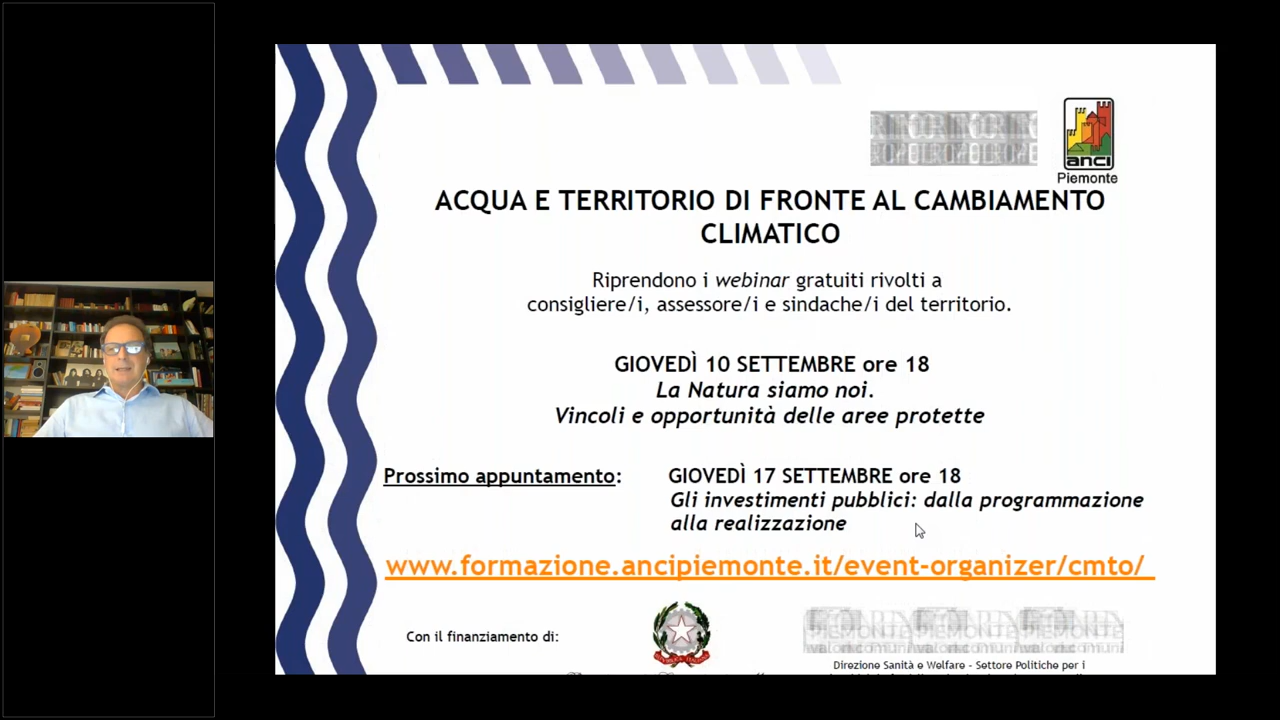 anci
Piemonte
ACQUA E TERRITORIO DI FRONTE AL CAMBIAMENTO
CLIMATICO
Riprendono i webinar gratuiti rivolti a
consigliere/i, assessore/i e sindache/i del territorio.
GIOVEDÌ 10 SETTEMBRE ore 18
La Natura siamo noi.
Vincoli e opportunità delle aree protette
Prossimo appuntamento: GIOVEDÌ 17 SETTEMBRE ore 18
Gli investimenti pubblici: dalla programmazione
alla realizzazione
www.formazione.ancipiemonte.it/event-organizer/cmto/
Con il finanziamento di:
Direzione Sanità e Welfare - Settore Politiche per i